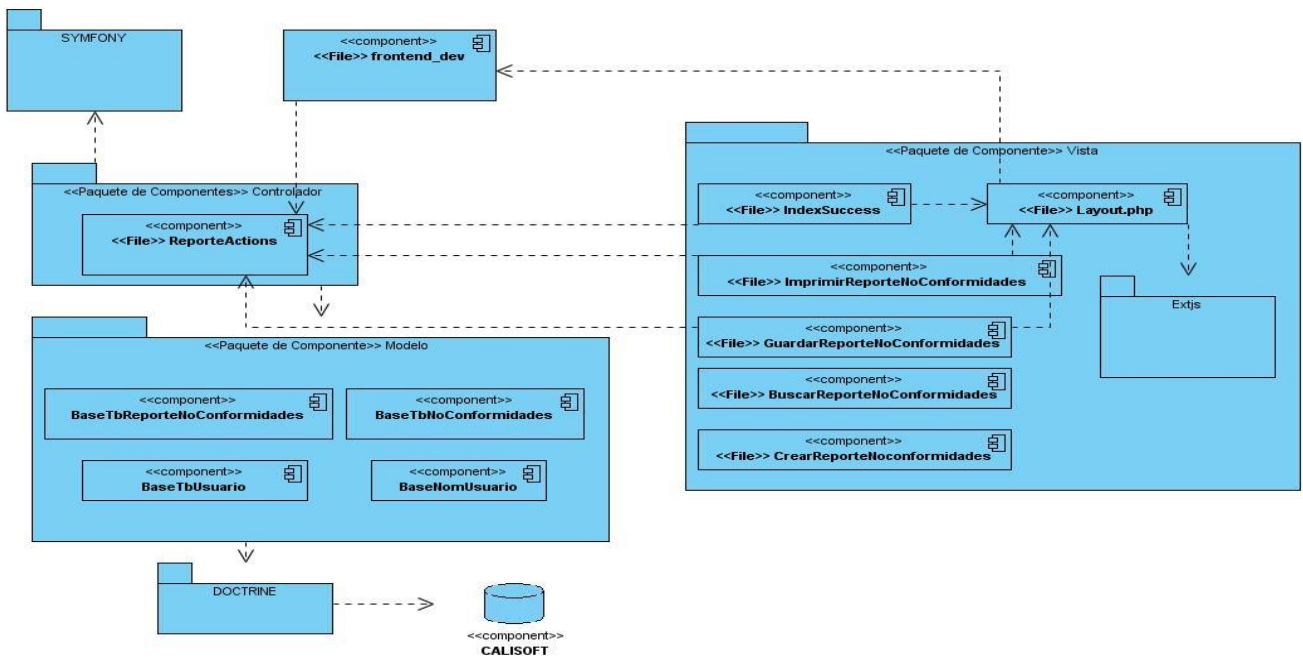 SYMFONY
<<component>>
<<File>> frontend_dev
<<Paquete de Componentes>> Controlador
<<component>>
<<File>> ReporteActions
<<Paquete de Componente>> Vista
<<component>>
<<File>> IndexSuccess
<<component>>
<<File>> Layout.php
<<component>>
<<File>> ImprimirReporteNoConformidades
<<component>>
<<File>> GuardarReporteNoConformidades
<<component>>
<<File>> BuscarReporteNoConformidades
<<component>>
<<File>> CrearReporteNoconformidades
Extjs
<<Paquete de Componente>> Modelo
<<component>>
BaseTbReporteNoConformidades
<<component>>
BaseTbNoConformidades
<<component>>
BaseTbUsuario
<<component>>
BaseNomUsuario
DOCTRINE
<<component>>
CALISOFT